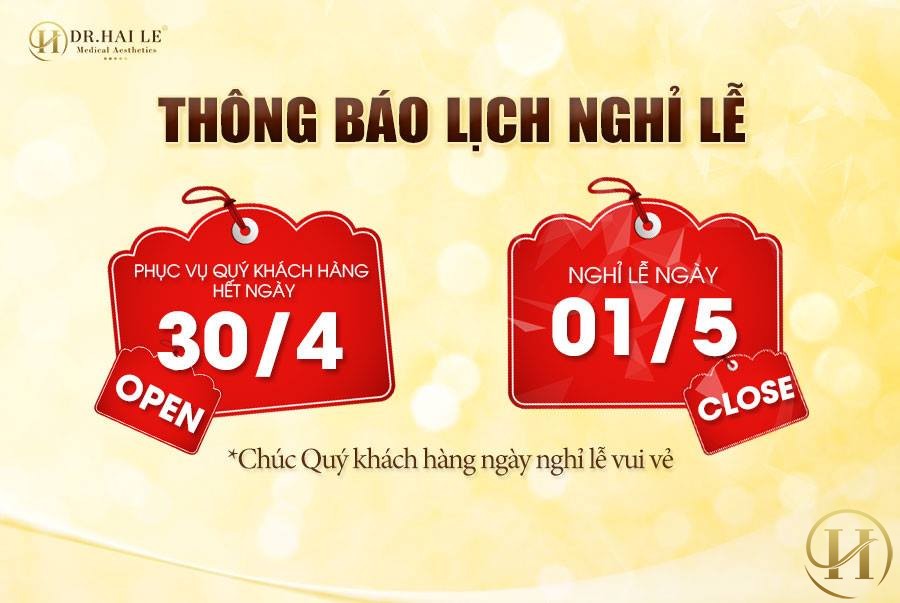 DR.HAI LE®
Medical Aesthetics
THÔNG BÁO LỊCH NGHỈ LỄ
PHỤC VỤ QUÝ KHÁCH HÀNG
HẾT NGÀY
30/4
OPEN
NGHỈ LỄ NGÀY
01/5
CLOSE
*Chúc Quý khách hàng ngày nghỉ lễ vui vẻ